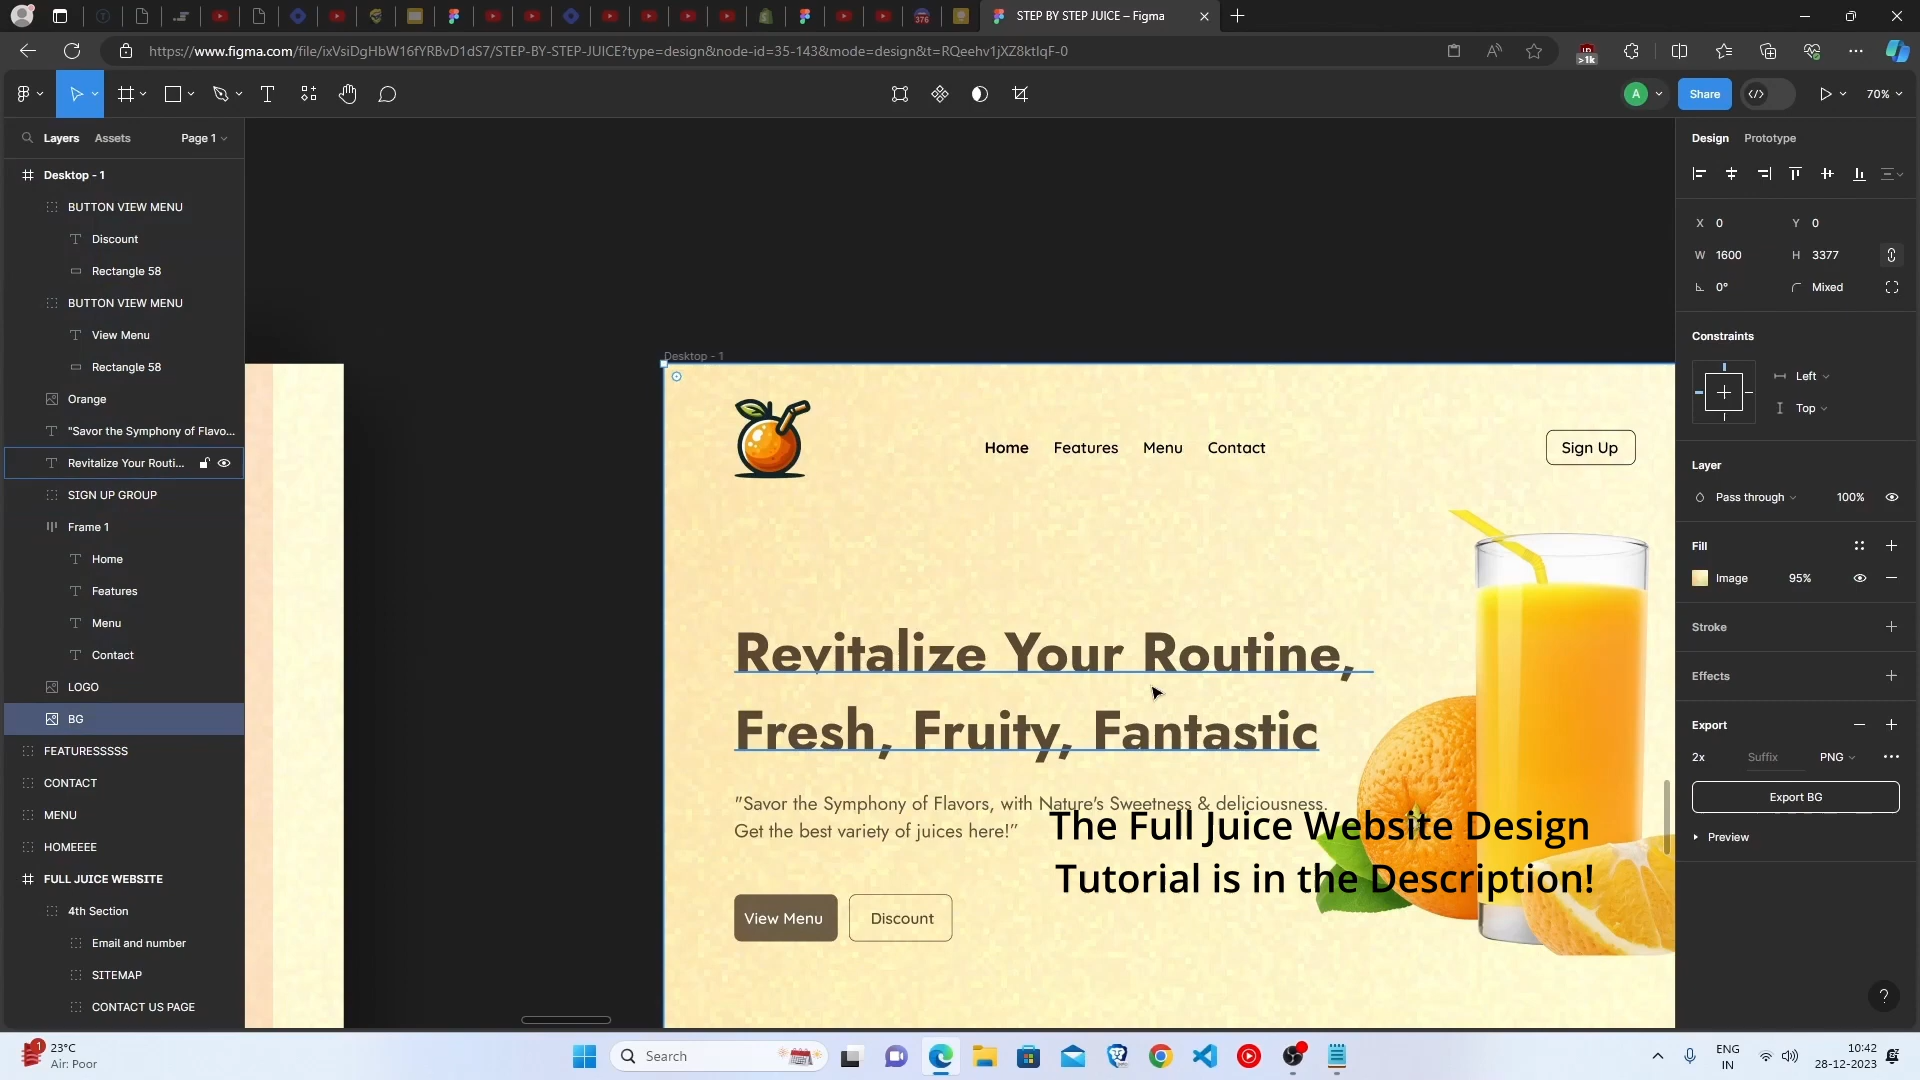 STEP BY STEP JUICE – Figma
https://www.figma.com/file/ixVsiDgHbW16fYRBvD1dS7/STEP-BY-STEP-JUICE?type=design&node-id=35-143&mode=design&t=RQeehv1jXZ8ktlqF-0
>1k
376
A
Share
70%
Layers
Assets
Page 1
Desktop - 1
BUTTON VIEW MENU
Discount
Rectangle 58
BUTTON VIEW MENU
View Menu
Rectangle 58
Orange
"Savor the Symphony of Flavo...
Revitalize Your Routi...
SIGN UP GROUP
Frame 1
Home
Features
Menu
Contact
LOGO
BG
FEATURESSSSS
CONTACT
MENU
HOMEEEE
FULL JUICE WEBSITE
4th Section
Email and number
SITEMAP
CONTACT US PAGE
Desktop - 1
Home
Features
Menu
Contact
Sign Up
Revitalize Your Routine,
Fresh, Fruity, Fantastic
"Savor the Symphony of Flavors, with Nature's Sweetness & deliciousness.
Get the best variety of juices here!”
The Full Juice Website Design
Tutorial is in the Description!
View Menu
Discount
Design
Prototype
X 0
Y 0
W 1600
H 3377
0°
Mixed
Constraints
Left
Top
Layer
Pass through
100%
Fill
Image
95%
Stroke
Effects
Export
2x
Suffix
PNG
Export BG
Preview
?
1
23°C
Air: Poor
Search
ENG
IN
10:42
28-12-2023